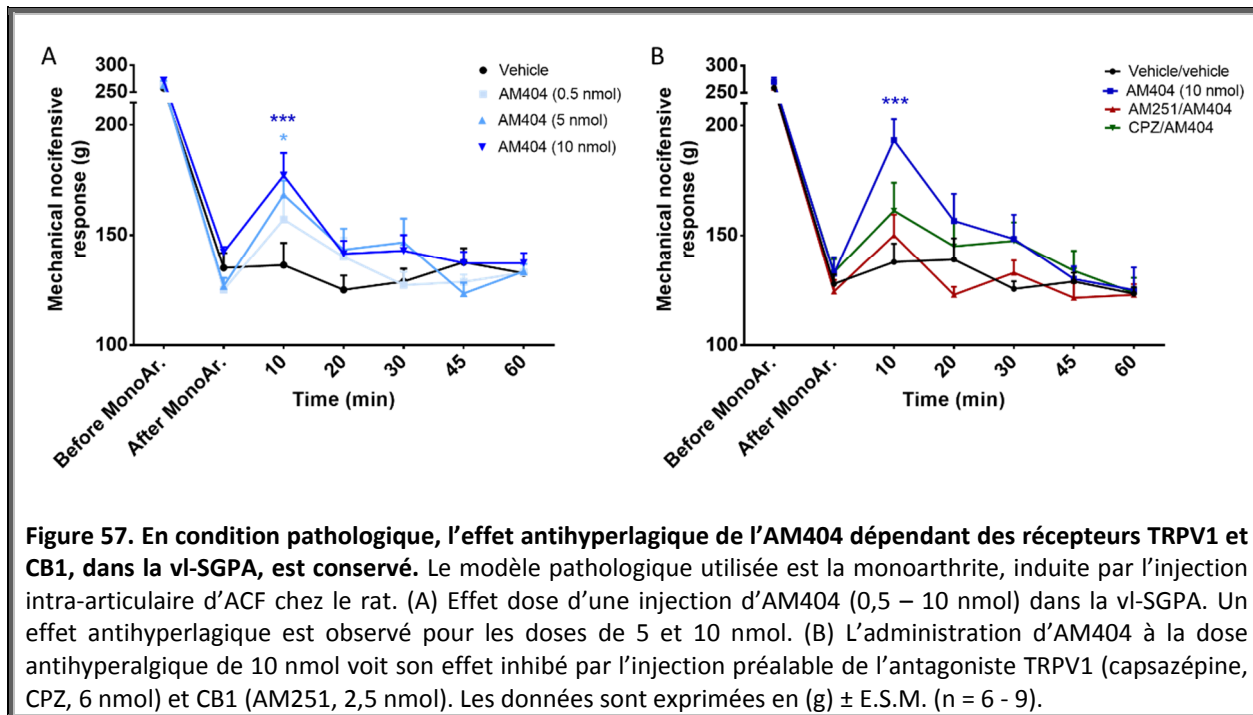 A
Mechanical nocifensive
response (g)
300
250
200
150
100
***
*
Vehicle
AM404 (0.5 nmol)
AM404 (5 nmol)
AM404 (10 nmol)
Before MonoAr.
After MonoAr.
10
20
30
45
60
Time (min)
B
Mechanical nocifensive
response (g)
300
250
200
150
100
***
Vehicle/vehicle
AM404 (10 nmol)
AM251/AM404
CPZ/AM404
Before MonoAr.
After MonoAr.
10
20
30
45
60
Time (min)
Figure 57. En condition pathologique, l’effet antihyperlagique de l’AM404 dépendant des récepteurs TRPV1 et
CB1, dans la vl-SGPA, est conservé. Le modèle pathologique utilisée est la monoarthrite, induite par l’injection
intra-articulaire d’ACF chez le rat. (A) Effet dose d’une injection d’AM404 (0,5 – 10 nmol) dans la vl-SGPA. Un
effet antihyperlagique est observé pour les doses de 5 et 10 nmol. (B) L’administration d’AM404 à la dose
antihyperalgique de 10 nmol voit son effet inhibé par l’injection préalable de l’antagoniste TRPV1 (capsazépine,
CPZ, 6 nmol) et CB1 (AM251, 2,5 nmol). Les données sont exprimées en (g) ± E.S.M. (n = 6 - 9).